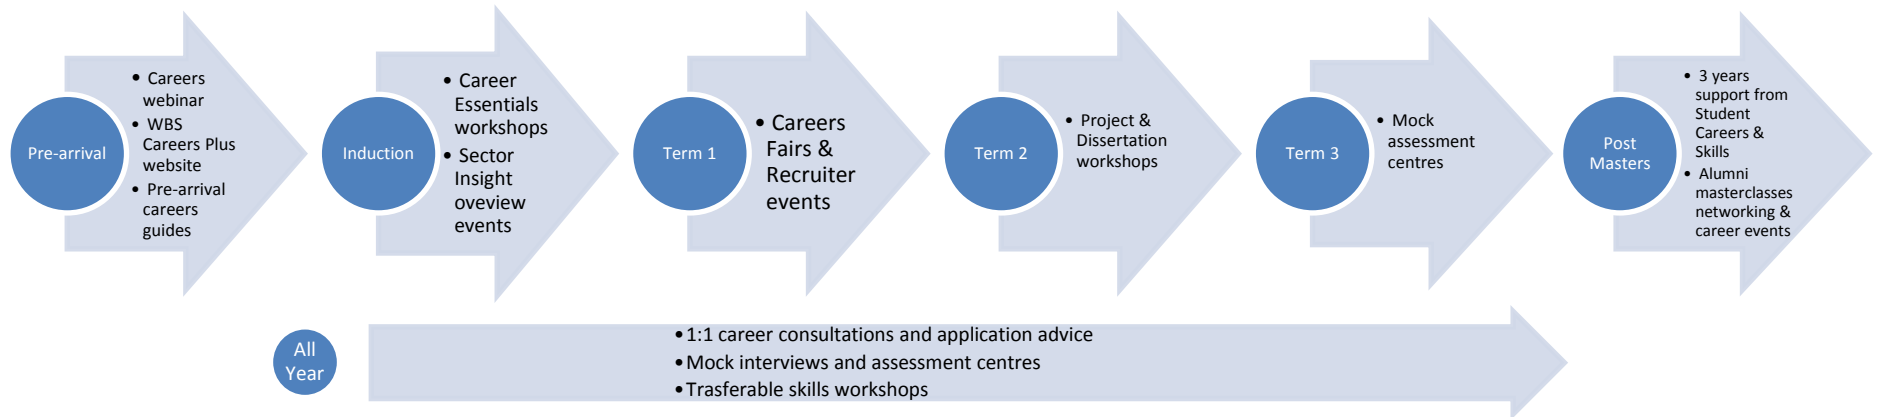 Pre-arrival
• Careers
webinar
• WBS
Careers Plus
website
• Pre-arrival
careers
guides
Induction
• Career
Essentials
workshops
• Sector
Insight
oveview
events
Term 1
• Careers
Fairs &
Recruiter
events
Term 2
• Project &
Dissertation
workshops
Term 3
• Mock
assessment
centres
Post
Masters
• 3 years
support from
Student
Careers &
Skills
• Alumni
masterclasses
networking &
career events
All
Year
•1:1 career consultations and application advice
•Mock interviews and assessment centres
•Trasferable skills workshops